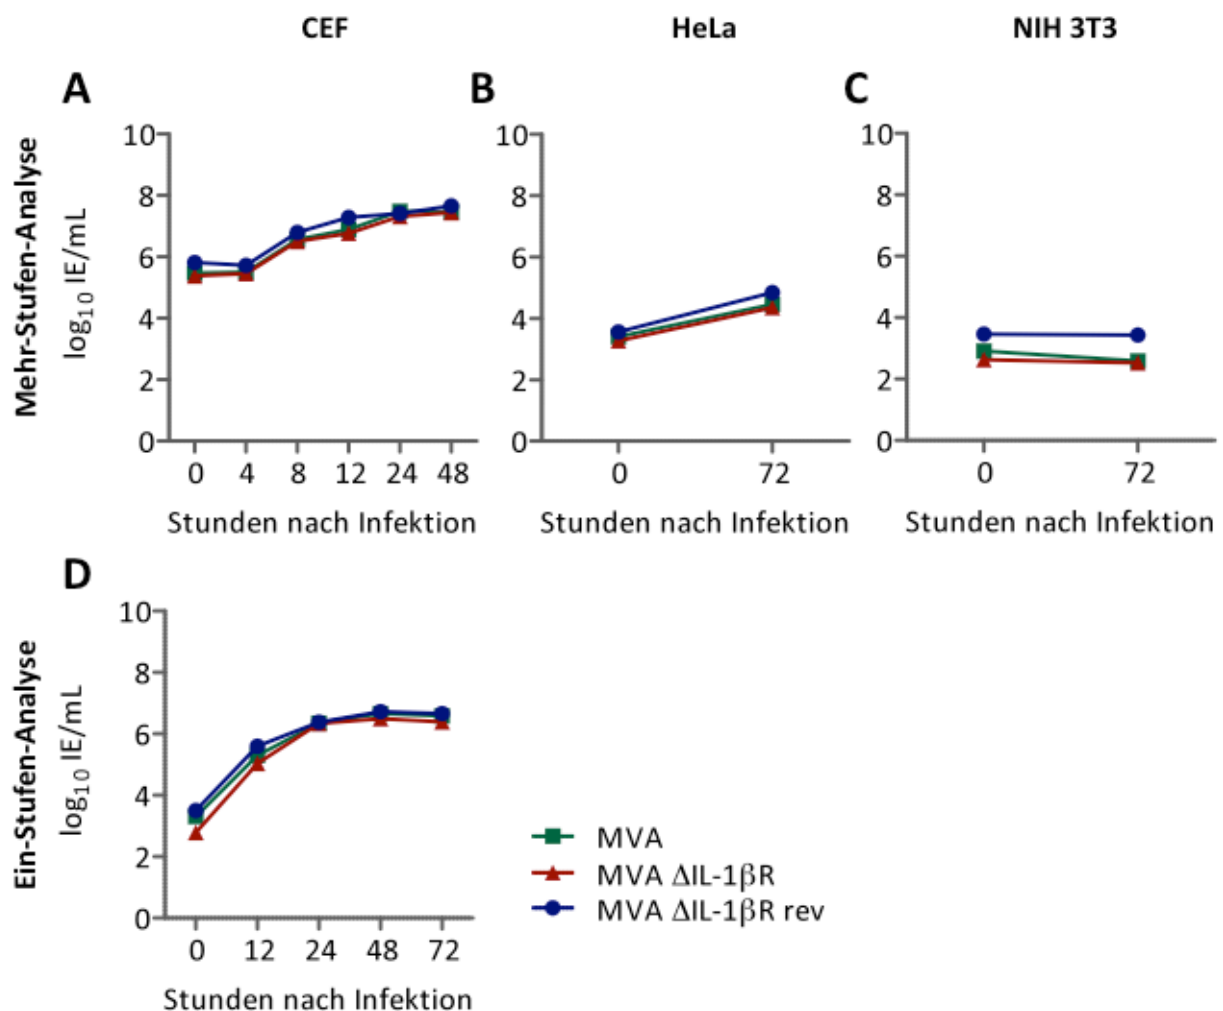 CEF HeLa NIH 3T3
A B C
Mehr-Stufen-Analyse
log10 IE/mL
10 10 10
8 8 8
6 6 6
4 4 4
2 2 2
0 0 0
0 4 8 12 24 48 0 72 0 72
Stunden nach Infektion Stunden nach Infektion Stunden nach Infektion
D
Ein-Stufen-Analyse
log10 IE/mL
10
8
6
4
2
0
0 12 24 48 72
Stunden nach Infektion
MVA
MVA ΔIL-1βR
MVA ΔIL-1βR rev